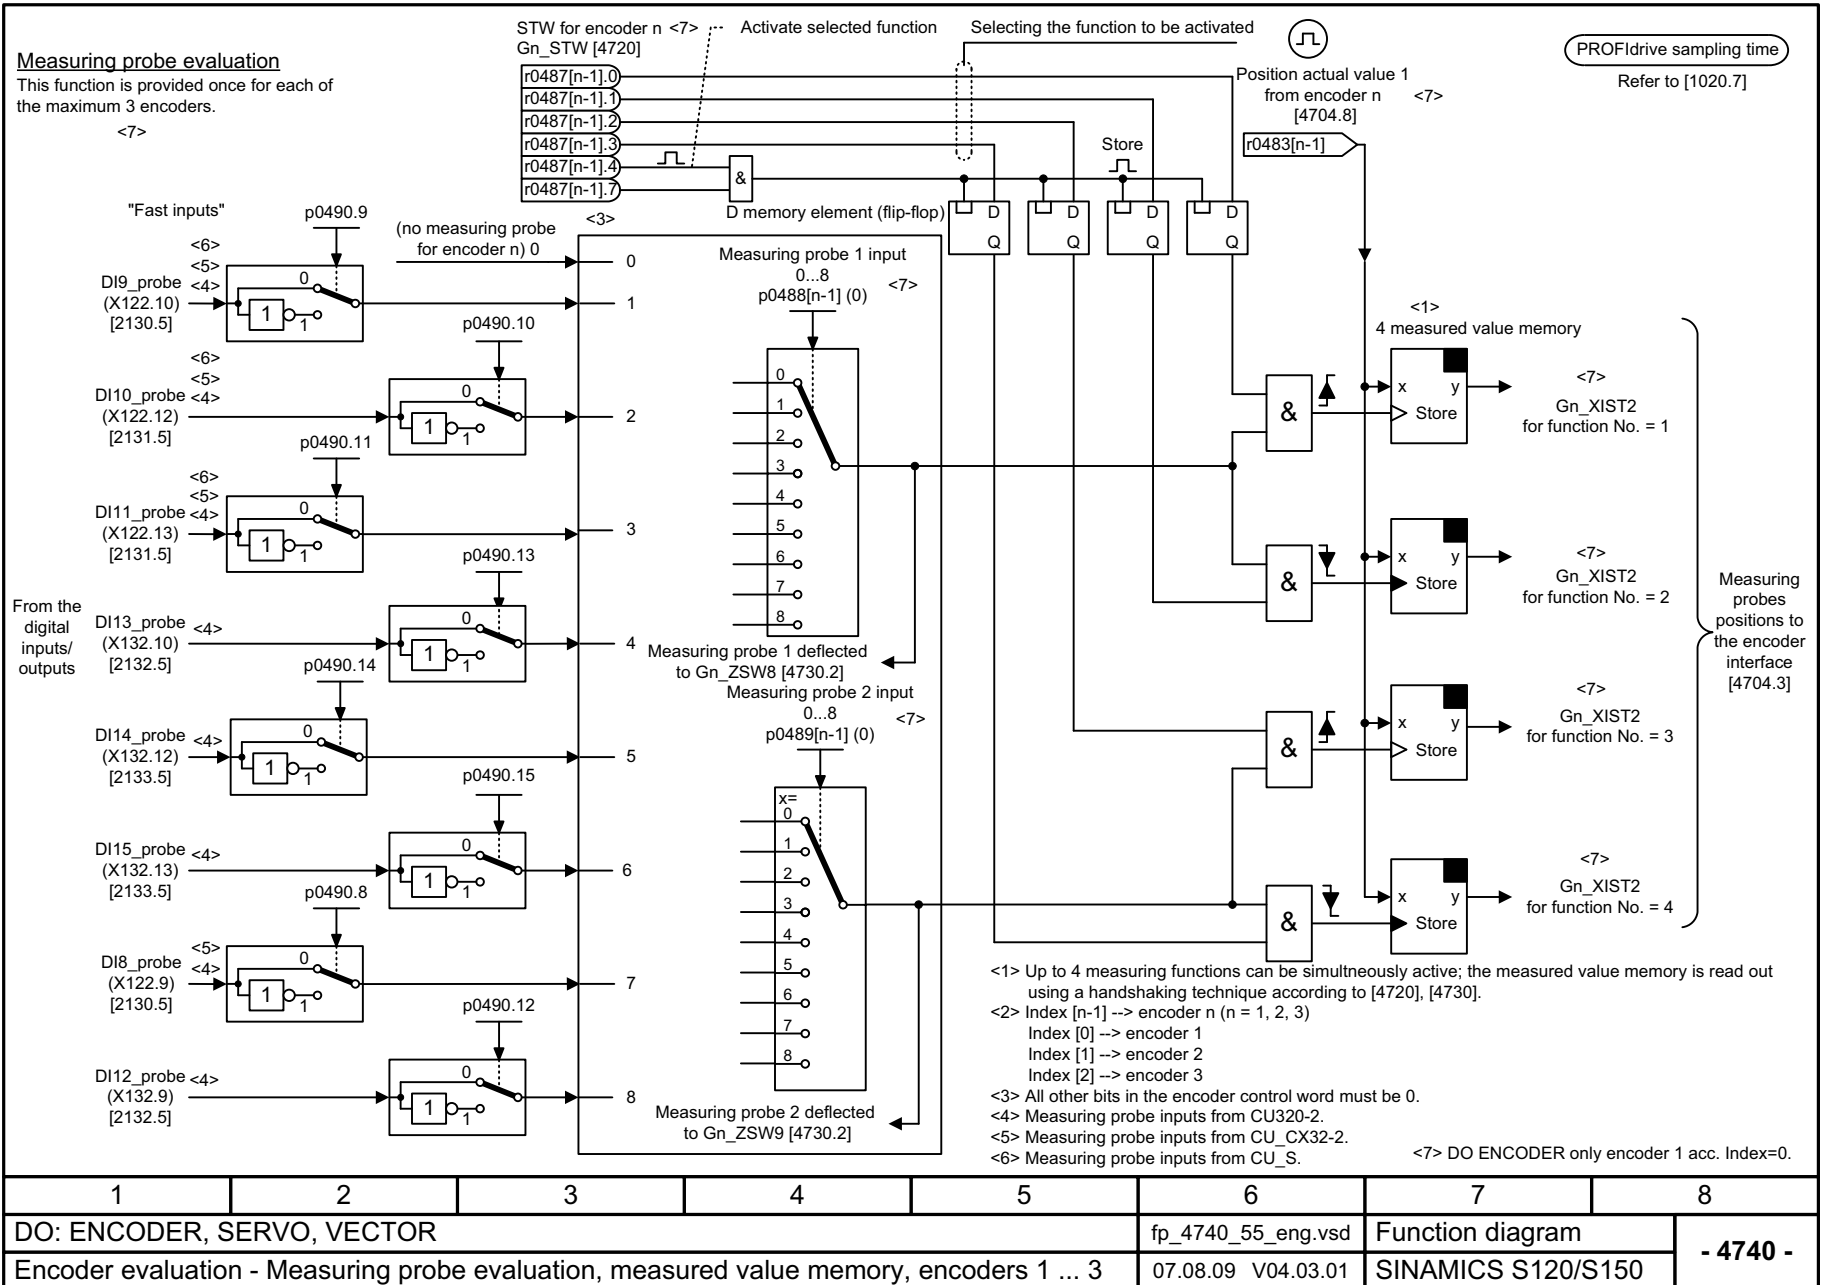 Measuring probe evaluation
This function is provided once for each of
the maximum 3 encoders.
<7>
STW for encoder n <7>
Gn_STW [4720]
Activate selected function
Selecting the function to be activated
r0487[n-1].0
r0487[n-1].1
r0487[n-1].2
r0487[n-1].3
r0487[n-1].4
r0487[n-1].7
&
Position actual value 1
from encoder n <7>
[4704.8]
r0483[n-1]
PROFIdrive sampling time
Refer to [1020.7]
Store
D memory element (flip-flop)
D
Q
D
Q
D
Q
D
Q
"Fast inputs"
(no measuring probe
for encoder n) 0
<3>
From the
digital
inputs/
outputs
p0490.9
<6>
<5>
<4>
DI9_probe
(X122.10)
[2130.5]
0
1
1
p0490.10
<6>
<5>
<4>
DI10_probe
(X122.12)
[2131.5]
0
1
1
p0490.11
<6>
<5>
<4>
DI11_probe
(X122.13)
[2131.5]
0
1
1
p0490.13
DI13_probe <4>
(X132.10)
[2132.5]
0
1
1
p0490.14
DI14_probe <4>
(X132.12)
[2133.5]
0
1
1
p0490.15
DI15_probe <4>
(X132.13)
[2133.5]
0
1
1
p0490.8
<5>
<4>
DI8_probe
(X122.9)
[2130.5]
0
1
1
p0490.12
DI12_probe <4>
(X132.9)
[2132.5]
0
1
1
0
1
2
3
4
5
6
7
8
Measuring probe 1 input
0...8
p0488[n-1] (0)
<7>
0
1
2
3
4
5
6
7
8
Measuring probe 1 deflected
to Gn_ZSW8 [4730.2]
Measuring probe 2 input
0...8
p0489[n-1] (0)
<7>
x=
0
1
2
3
4
5
6
7
8
Measuring probe 2 deflected
to Gn_ZSW9 [4730.2]
<1>
4 measured value memory
&
x y
Store
<7>
Gn_XIST2
for function No. = 1
&
x y
Store
<7>
Gn_XIST2
for function No. = 2
&
x y
Store
<7>
Gn_XIST2
for function No. = 3
&
x y
Store
<7>
Gn_XIST2
for function No. = 4
Measuring
probes
positions to
the encoder
interface
[4704.3]
<1> Up to 4 measuring functions can be simultneously active; the measured value memory is read out
using a handshaking technique according to [4720], [4730].
<2> Index [n-1] --> encoder n (n = 1, 2, 3)
Index [0] --> encoder 1
Index [1] --> encoder 2
Index [2] --> encoder 3
<3> All other bits in the encoder control word must be 0.
<4> Measuring probe inputs from CU320-2.
<5> Measuring probe inputs from CU_CX32-2.
<6> Measuring probe inputs from CU_S.
<7> DO ENCODER only encoder 1 acc. Index=0.
1 2 3 4 5 6 7 8
DO: ENCODER, SERVO, VECTOR
fp_4740_55_eng.vsd
Function diagram
- 4740 -
Encoder evaluation - Measuring probe evaluation, measured value memory, encoders 1 ... 3
07.08.09 V04.03.01
SINAMICS S120/S150